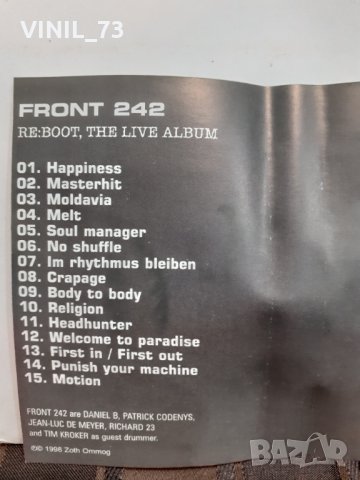 VINIL_73
FRONT 242
RE:BOOT, THE LIVE ALBUM
01. Happiness
02. Masterhit
03. Moldavia
04. Melt
05. Soul manager
06. No shuffle
07. Im rhythmus bleiben
08. Crapage
09. Body to body
10. Religion
11. Headhunter
12. Welcome to paradise
13. First in / First out
14. Punish your machine
15. Motion
FRONT 242 are DANIEL B, PATRICK CODENYS,
JEAN-LUC DE MEYER, RICHARD 23
and TIM KROKER as guest drummer.
℗© 1998 Zoth Ommog
bazar